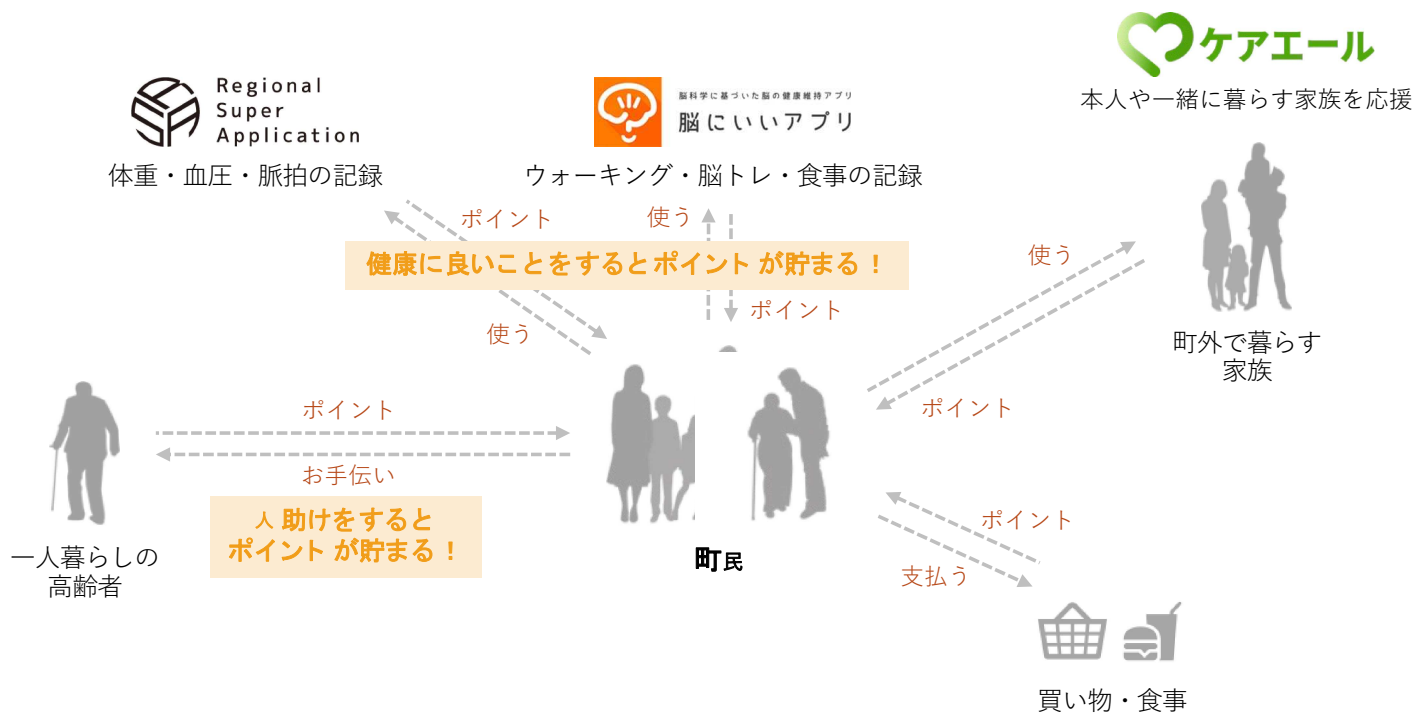 ケアエール
本人や一緒に暮らす家族を応援
Regional
Super
Application
体重・血圧・脈拍の記録
脳科学に基づいた脳の健康維持アプリ
脳にいいアプリ
ウォーキング・脳トレ・食事の記録
ポイント
使う
健康に良いことをするとポイントが貯まる！
使う
ポイント
使う
町外で暮らす
家族
ポイント
ポイント
お手伝い
人助けをすると
ポイントが貯まる！
一人暮らしの
高齢者
町民
ポイント
支払う
買い物・食事